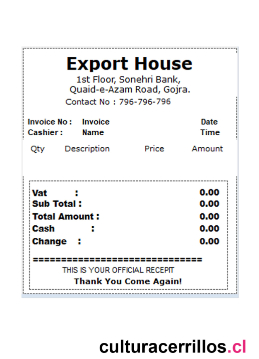 Export House
1st Floor, Sonehri Bank,
Quaid-e-Azam Road, Gojra.
Contact No : 796-796-796
Invoice No : Invoice Date
Cashier : Name Time
Qty Description Price Amount
Vat : 0.00
Sub Total : 0.00
Total Amount : 0.00
Cash : 0.00
Change : 0.00
==============================
THIS IS YOUR OFFICIAL RECEPIT
Thank You Come Again!
culturacerrillos.cl